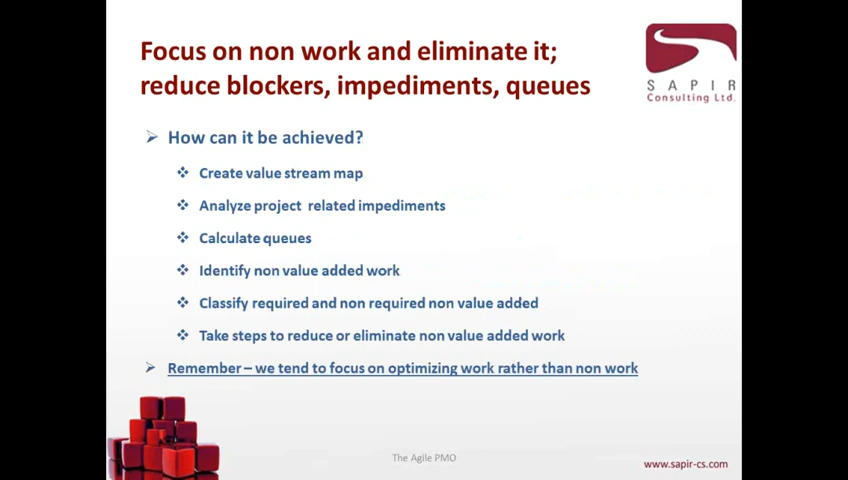 Focus on non work and eliminate it;
reduce blockers, impediments, queues
SAPIR
Consulting Ltd.
How can it be achieved?
Create value stream map
Analyze project related impediments
Calculate queues
Identify non value added work
Classify required and non required non value added
Take steps to reduce or eliminate non value added work
Remember – we tend to focus on optimizing work rather than non work
The Agile PMO
www.sapir-cs.com